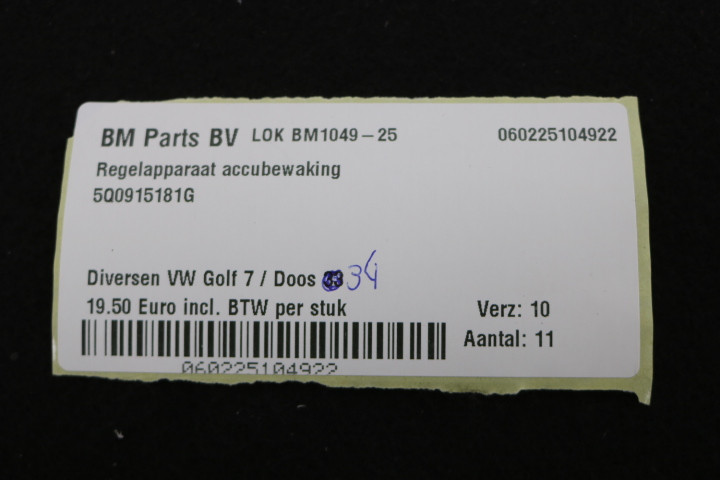 BM Parts BV LOK BM1049-25 060225104922
Regelapparaat accubewaking
5Q0915181G
Diversen VW Golf 7 / Doos 34
19.50 Euro incl. BTW per stuk Verz: 10
Aantal: 11
060225104922